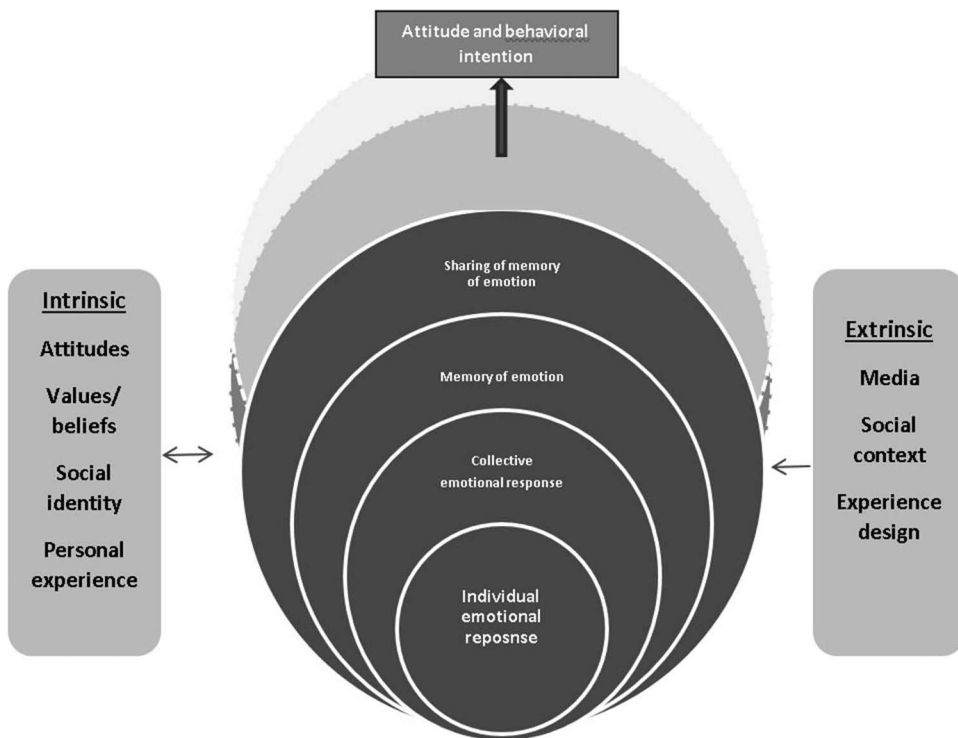 Attitude and behavioral
intention
Sharing of memory
of emotion
Memory of emotion
Collective
emotional response
Individual
emotional
reposnse
Intrinsic
Attitudes
Values/
beliefs
Social
identity
Personal
experience
Extrinsic
Media
Social
context
Experience
design